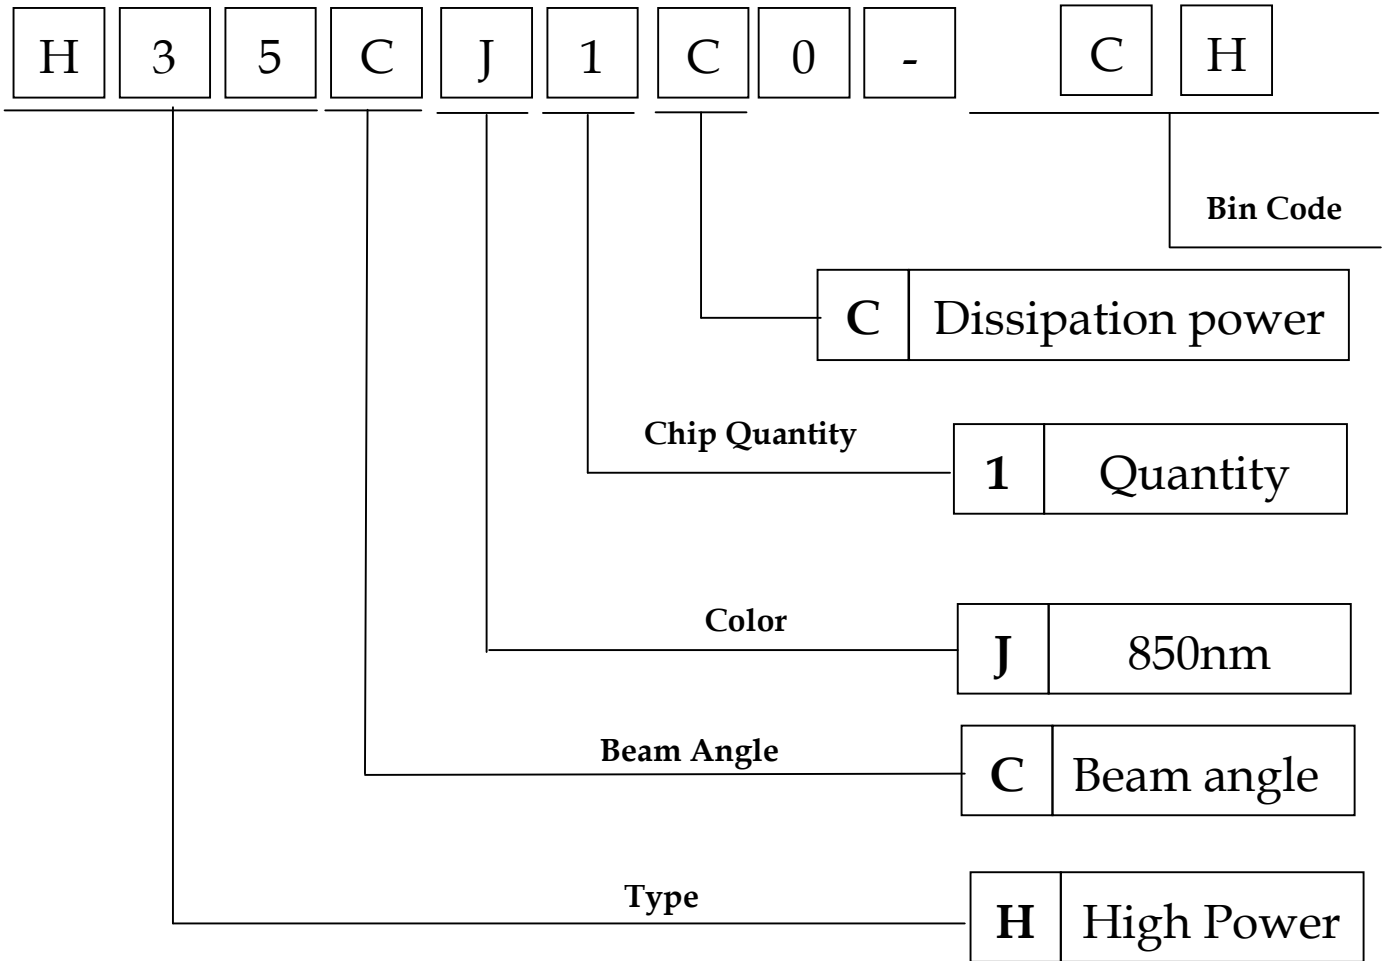 H 3 5 C J 1 C 0 - C H
Bin Code
C Dissipation power
Chip Quantity 1 Quantity
Color J 850nm
Beam Angle C Beam angle
Type H High Power